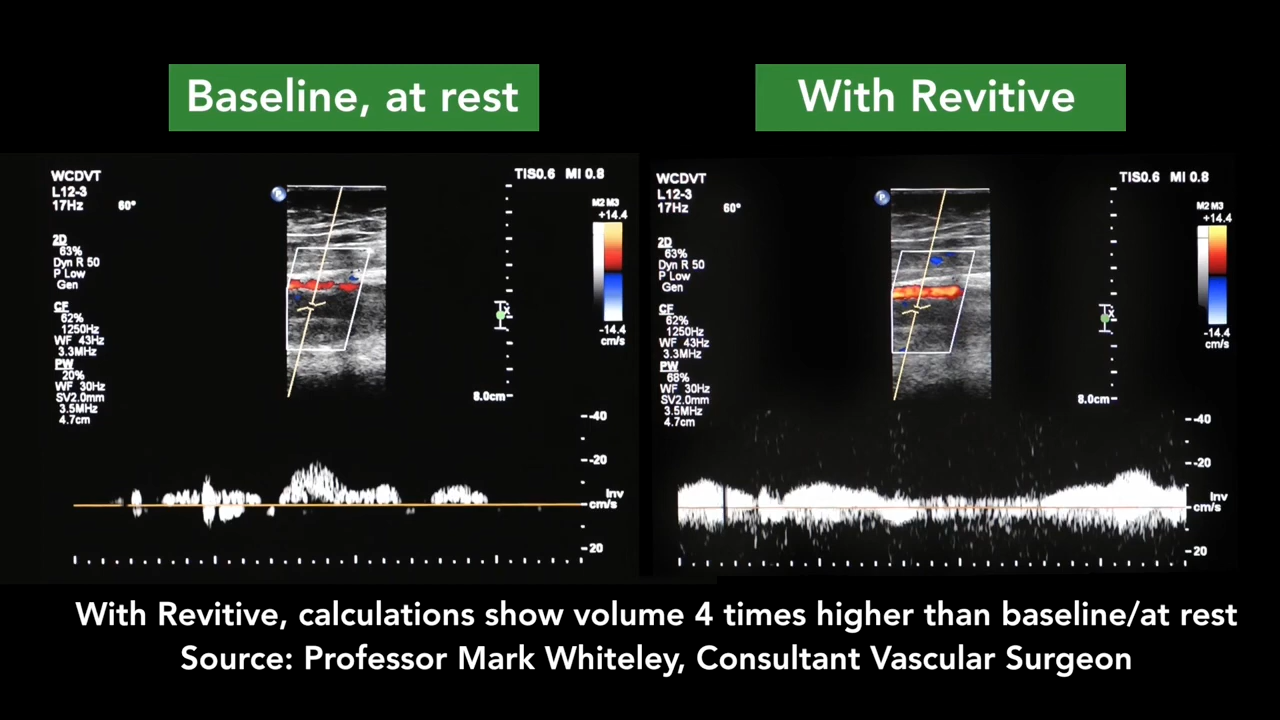 Baseline, at rest
With Revitive
WCDVT
L12-3
17Hz
60°
TIS0.6 MI 0.8
M2 M3
+14.4
-14.4
cm/s
2D
63%
Dyn R 50
P Low
Gen
CF
62%
1250Hz
WF 43Hz
3.3MHz
PW
20%
WF 30Hz
SV2.0mm
3.5MHz
4.7cm
P
x
8.0cm
-40
-20
Inv
cm/s
20
WCDVT
L12-3
17Hz
60°
TIS0.6 MI 0.8
M2 M3
+14.4
-14.4
cm/s
2D
63%
Dyn R 50
P Low
Gen
CF
62%
1250Hz
WF 43Hz
3.3MHz
PW
68%
WF 30Hz
SV2.0mm
3.5MHz
4.7cm
P
x
8.0cm
-40
-20
Inv
cm/s
20
With Revitive, calculations show volume 4 times higher than baseline/at rest
Source: Professor Mark Whiteley, Consultant Vascular Surgeon